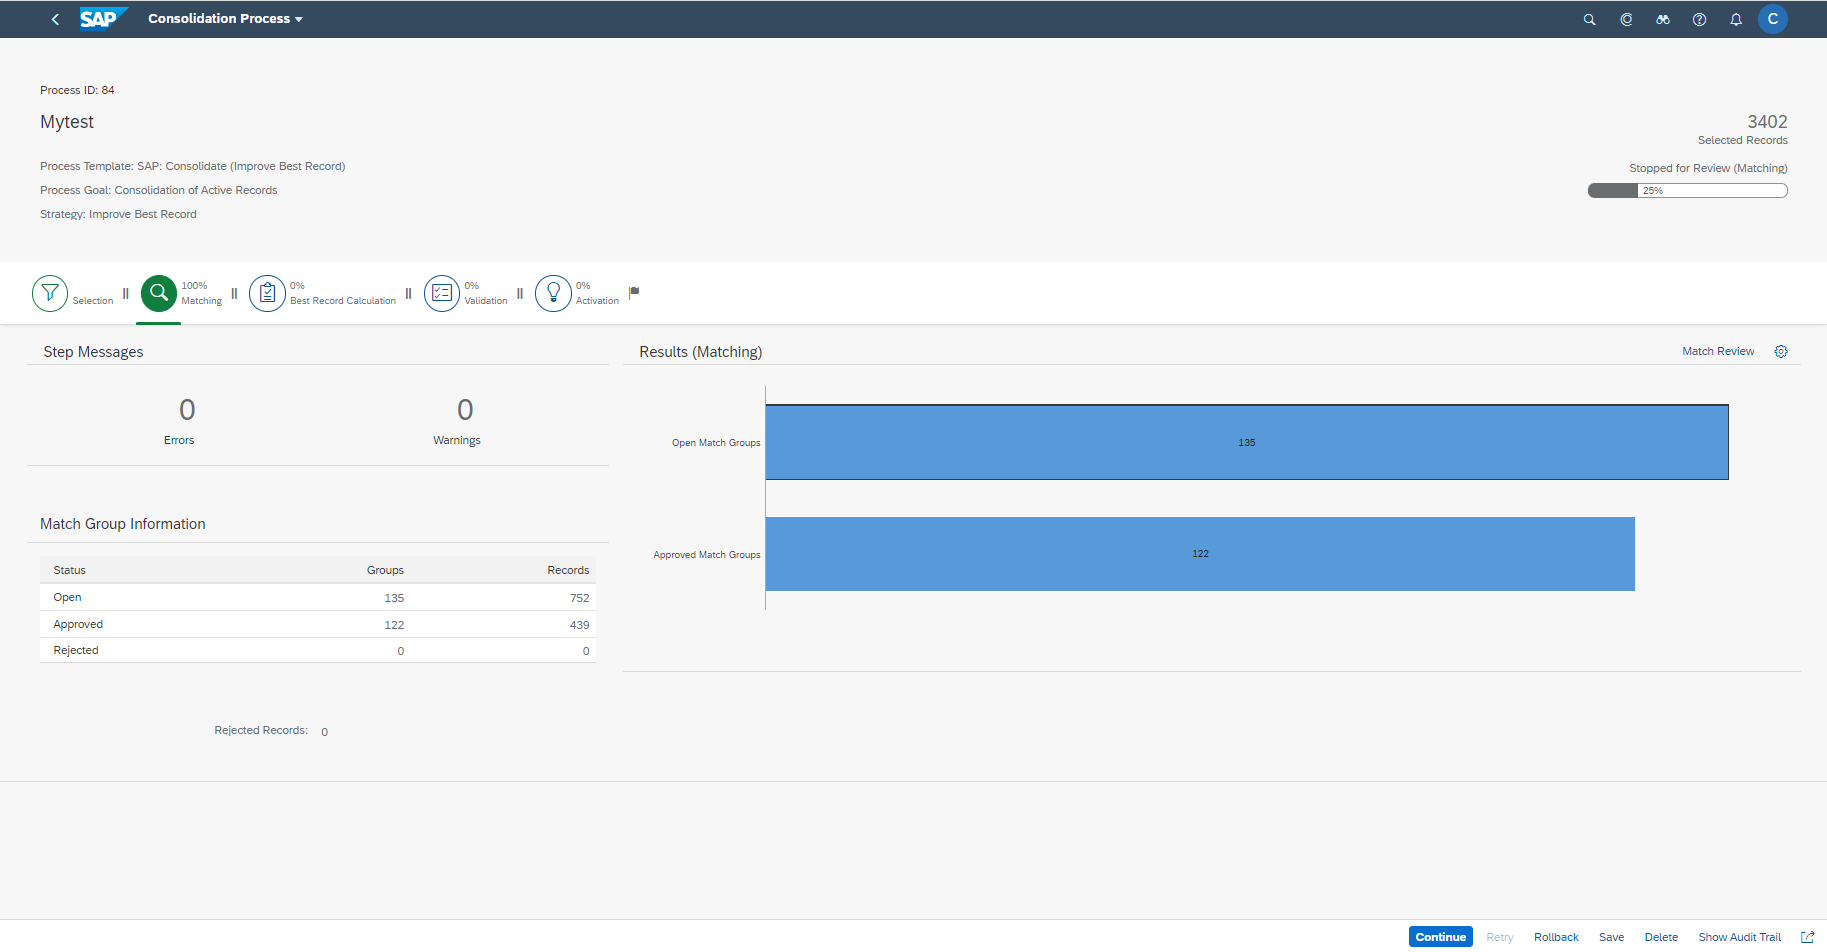 SAP Consolidation Process C
Process ID: 84
Mytest
3402
Selected Records
Process Template: SAP: Consolidate (Improve Best Record)
Stopped for Review (Matching)
Process Goal: Consolidation of Active Records
25%
Strategy: Improve Best Record
Selection
100%
Matching
0%
Best Record Calculation
0%
Validation
0%
Activation
Step Messages
0
Errors
0
Warnings
Match Group Information
Status Groups Records
Open 135 752
Approved 122 439
Rejected 0 0
Rejected Records: 0
Results (Matching) Match Review
Open Match Groups 135
Approved Match Groups 122
Continue Retry Rollback Save Delete Show Audit Trail